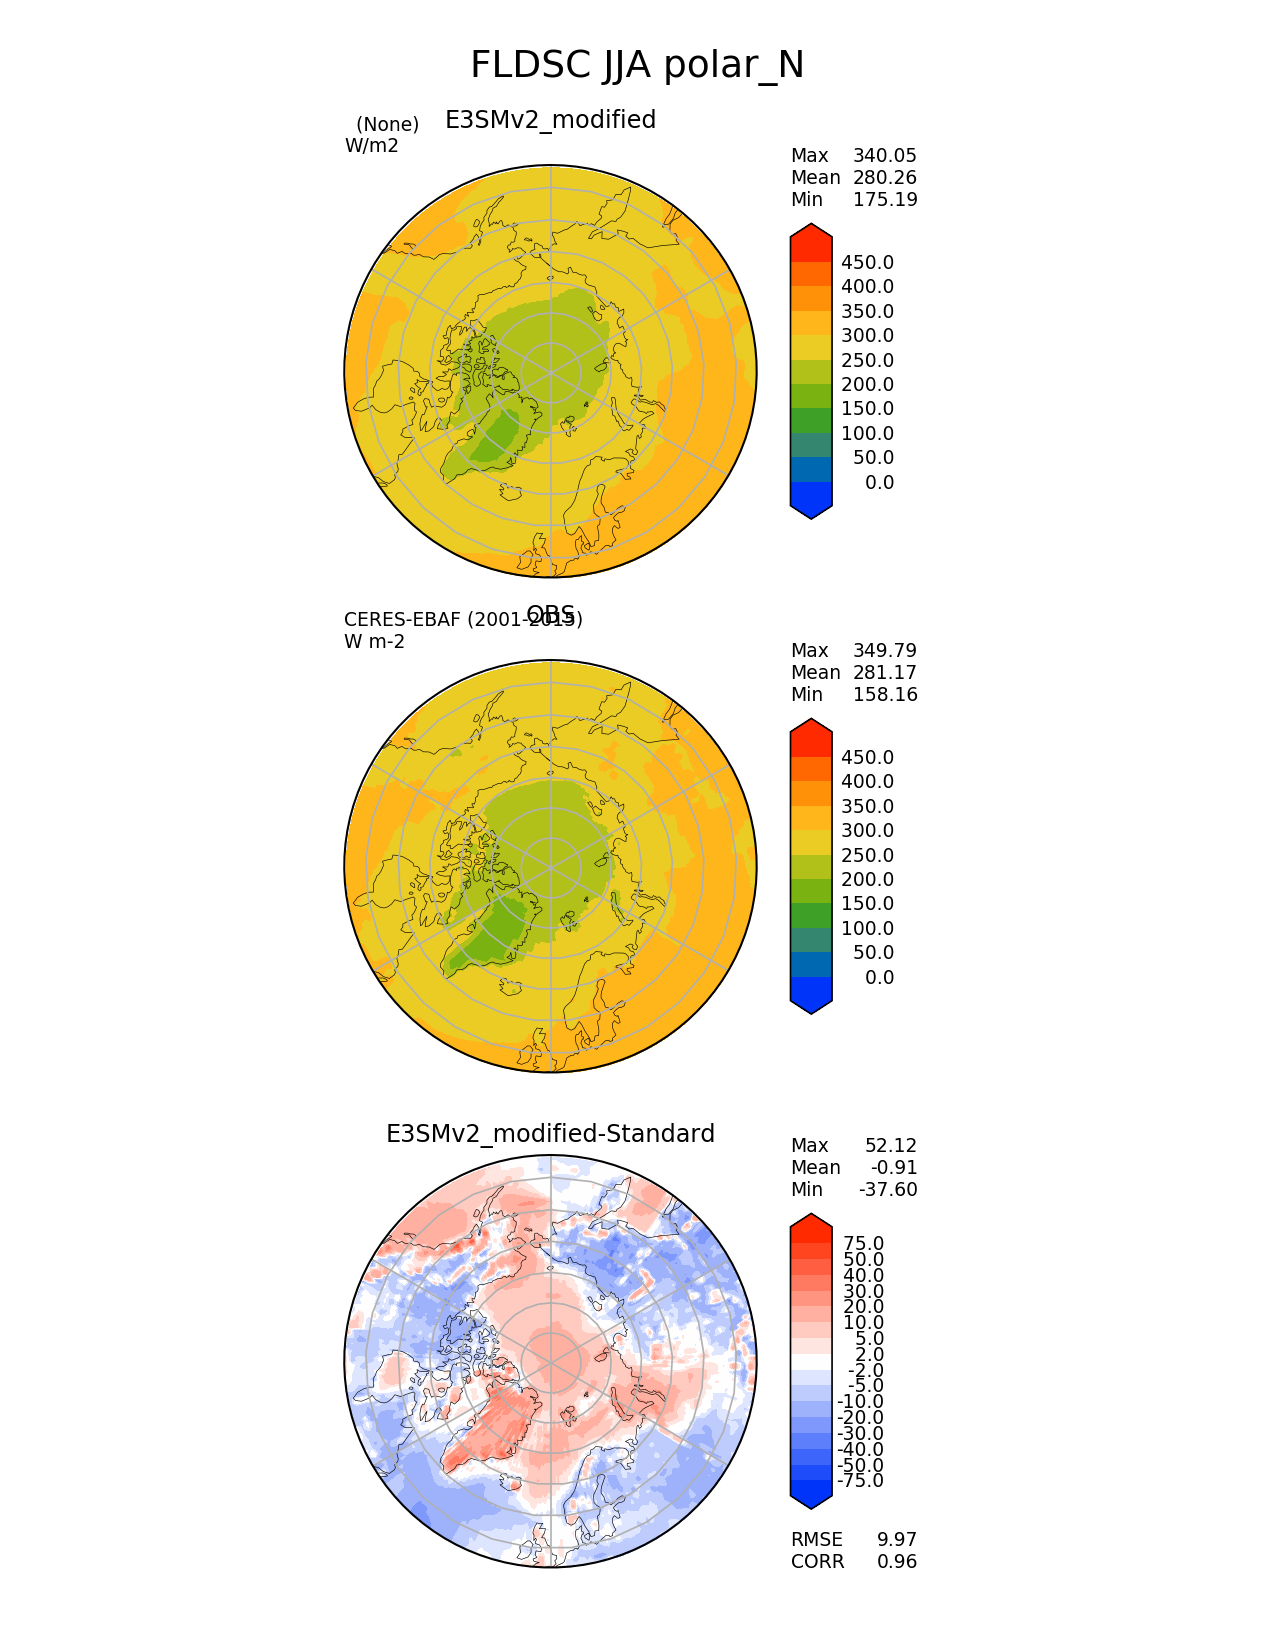 FLDSC JJA polar_N
(None) E3SMv2_modified
W/m2
Max 340.05
Mean 280.26
Min 175.19
450.0
400.0
350.0
300.0
250.0
200.0
150.0
100.0
50.0
0.0
OBS
CERES-EBAF (2001-2015)
W m-2
Max 349.79
Mean 281.17
Min 158.16
450.0
400.0
350.0
300.0
250.0
200.0
150.0
100.0
50.0
0.0
E3SMv2_modified-Standard
Max 52.12
Mean -0.91
Min -37.60
75.0
50.0
40.0
30.0
20.0
10.0
5.0
2.0
-2.0
-5.0
-10.0
-20.0
-30.0
-40.0
-50.0
-75.0
RMSE 9.97
CORR 0.96